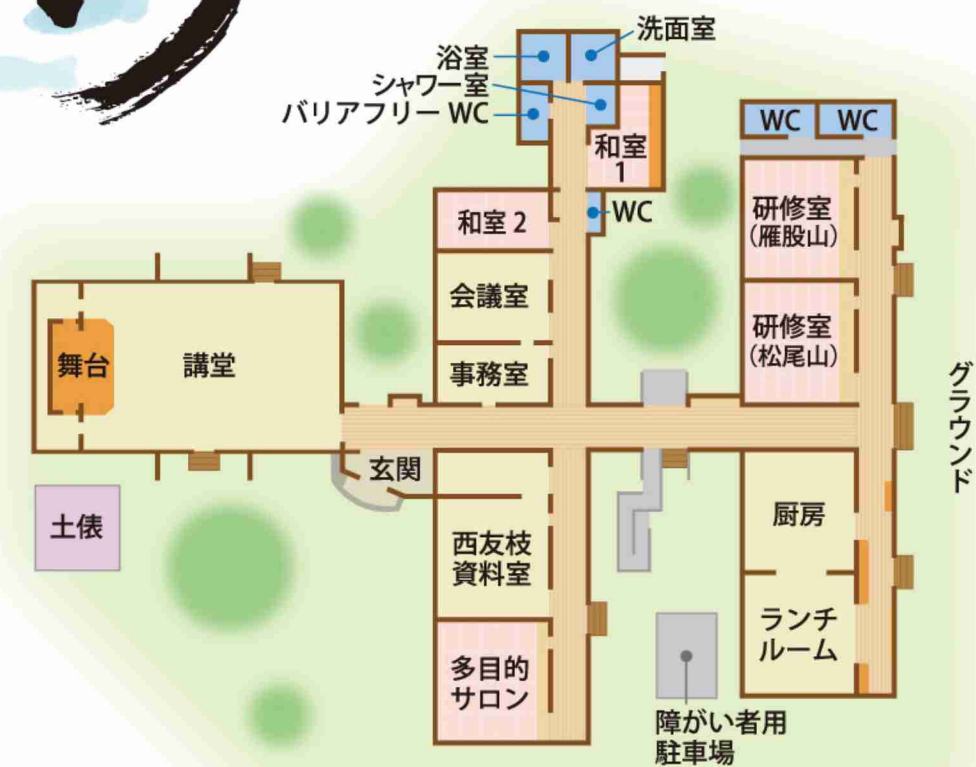 洗面室
浴室
シャワー室
バリアフリー WC
和室
1
WC
WC
WC
和室 2
研修室
（雁股山）
会議室
研修室
（松尾山）
事務室
舞台
講堂
グラウンド
玄関
土俵
西友枝
資料室
厨房
ランチ
ルーム
多目的
サロン
障がい者用
駐車場